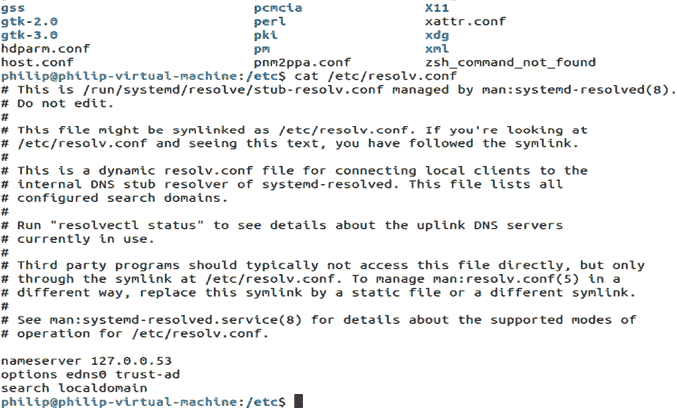 gss pcmcia X11
gtk-2.0 perl xattr.conf
gtk-3.0 pki xdg
hdparm.conf pm xml
host.conf pnm2ppa.conf zsh_command_not_found
philip@philip-virtual-machine:/etc$ cat /etc/resolv.conf
# This is /run/systemd/resolve/stub-resolv.conf managed by man:systemd-resolved(8).
# Do not edit.
#
# This file might be symlinked as /etc/resolv.conf. If you're looking at
# /etc/resolv.conf and seeing this text, you have followed the symlink.
#
# This is a dynamic resolv.conf file for connecting local clients to the
# internal DNS stub resolver of systemd-resolved. This file lists all
# configured search domains.
#
# Run "resolvectl status" to see details about the uplink DNS servers
# currently in use.
#
# Third party programs should typically not access this file directly, but only
# through the symlink at /etc/resolv.conf. To manage man:resolv.conf(5) in a
# different way, replace this symlink by a static file or a different symlink.
#
# See man:systemd-resolved.service(8) for details about the supported modes of
# operation for /etc/resolv.conf.
nameserver 127.0.0.53
options edns0 trust-ad
search localdomain
philip@philip-virtual-machine:/etc$